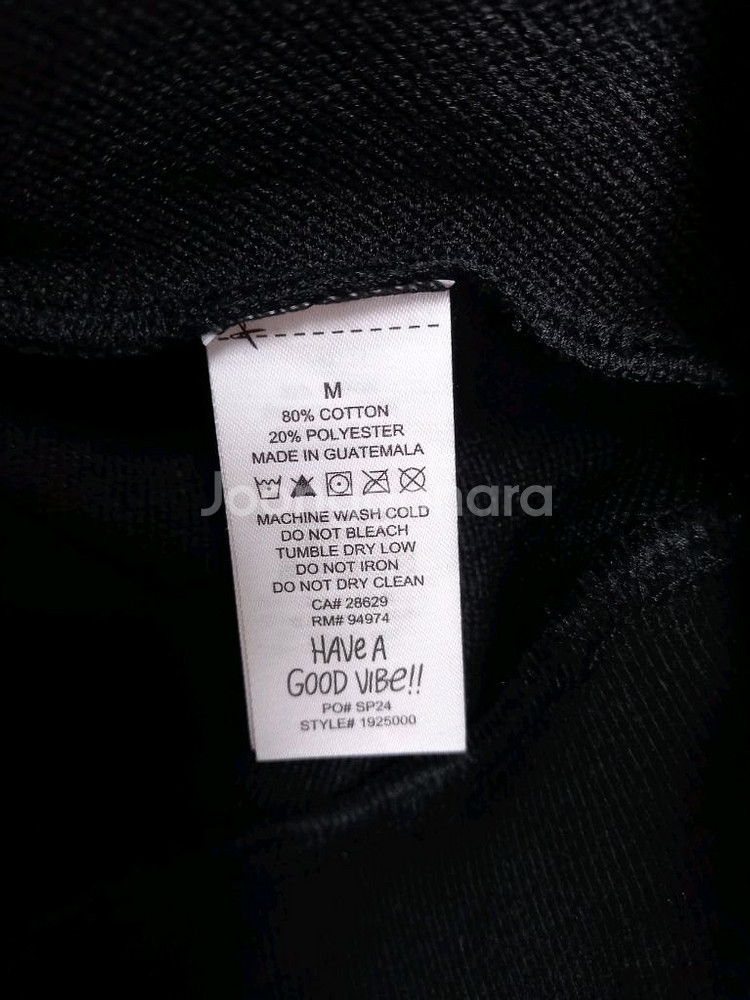 M
80% COTTON
20% POLYESTER
MADE IN GUATEMALA
MACHINE WASH COLD
DO NOT BLEACH
TUMBLE DRY LOW
DO NOT IRON
DO NOT DRY CLEAN
CA# 28629
RM# 94974
HAVe A
GOOD VIBe!!
PO# SP24
STYLE# 1925000